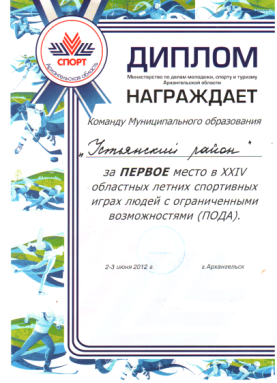 СПОРТ
Архангельская область
ДИПЛОМ
Министерство по делам молодежи, спорту и туризму
Архангельской области
НАГРАЖДАЕТ
Команду Муниципального образования
„Устьянский район"
за ПЕРВОЕ место в XXIV
областных летних спортивных
играх людей с ограниченными
возможностями (ПОДА).
2-3 июня 2012 г. г.Архангельск